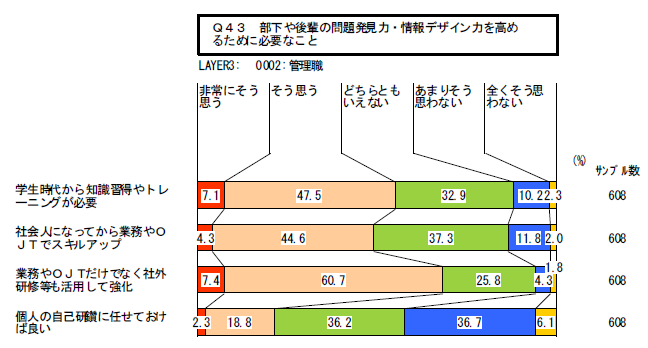 Q43 部下や後輩の問題発見力・情報デザイン力を高め
るために必要なこと
LAYER3: 0002:管理職
非常にそう
思う
そう思う
どちらとも
いえない
あまりそう
思わない
全くそう思
わない
(%)
サンプル数
学生時代から知識習得やトレ
ーニングが必要
7.1 47.5 32.9 10.2 2.3 608
社会人になってから業務やO
JTでスキルアップ
4.3 44.6 37.3 11.8 2.0 608
業務やOJTだけでなく社外
研修等も活用して強化
7.4 60.7 25.8 4.3 1.8 608
個人の自己研鑽に任せておけ
ば良い
2.3 18.8 36.2 36.7 6.1 608